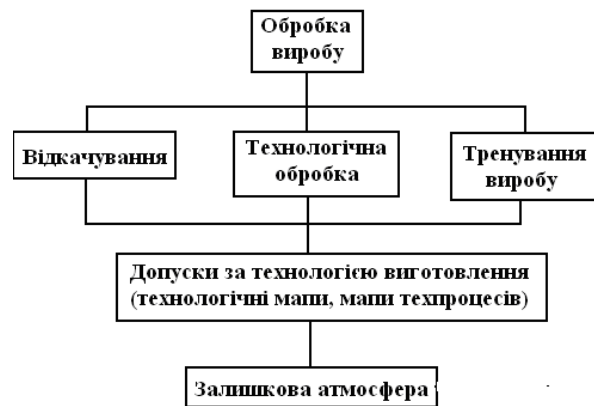 Обробка
виробу
Відкачування
Технологічна
обробка
Тренування
виробу
Допуски за технологією виготовлення
(технологічні мапи, мапи техпроцесів)
Залишкова атмосфера